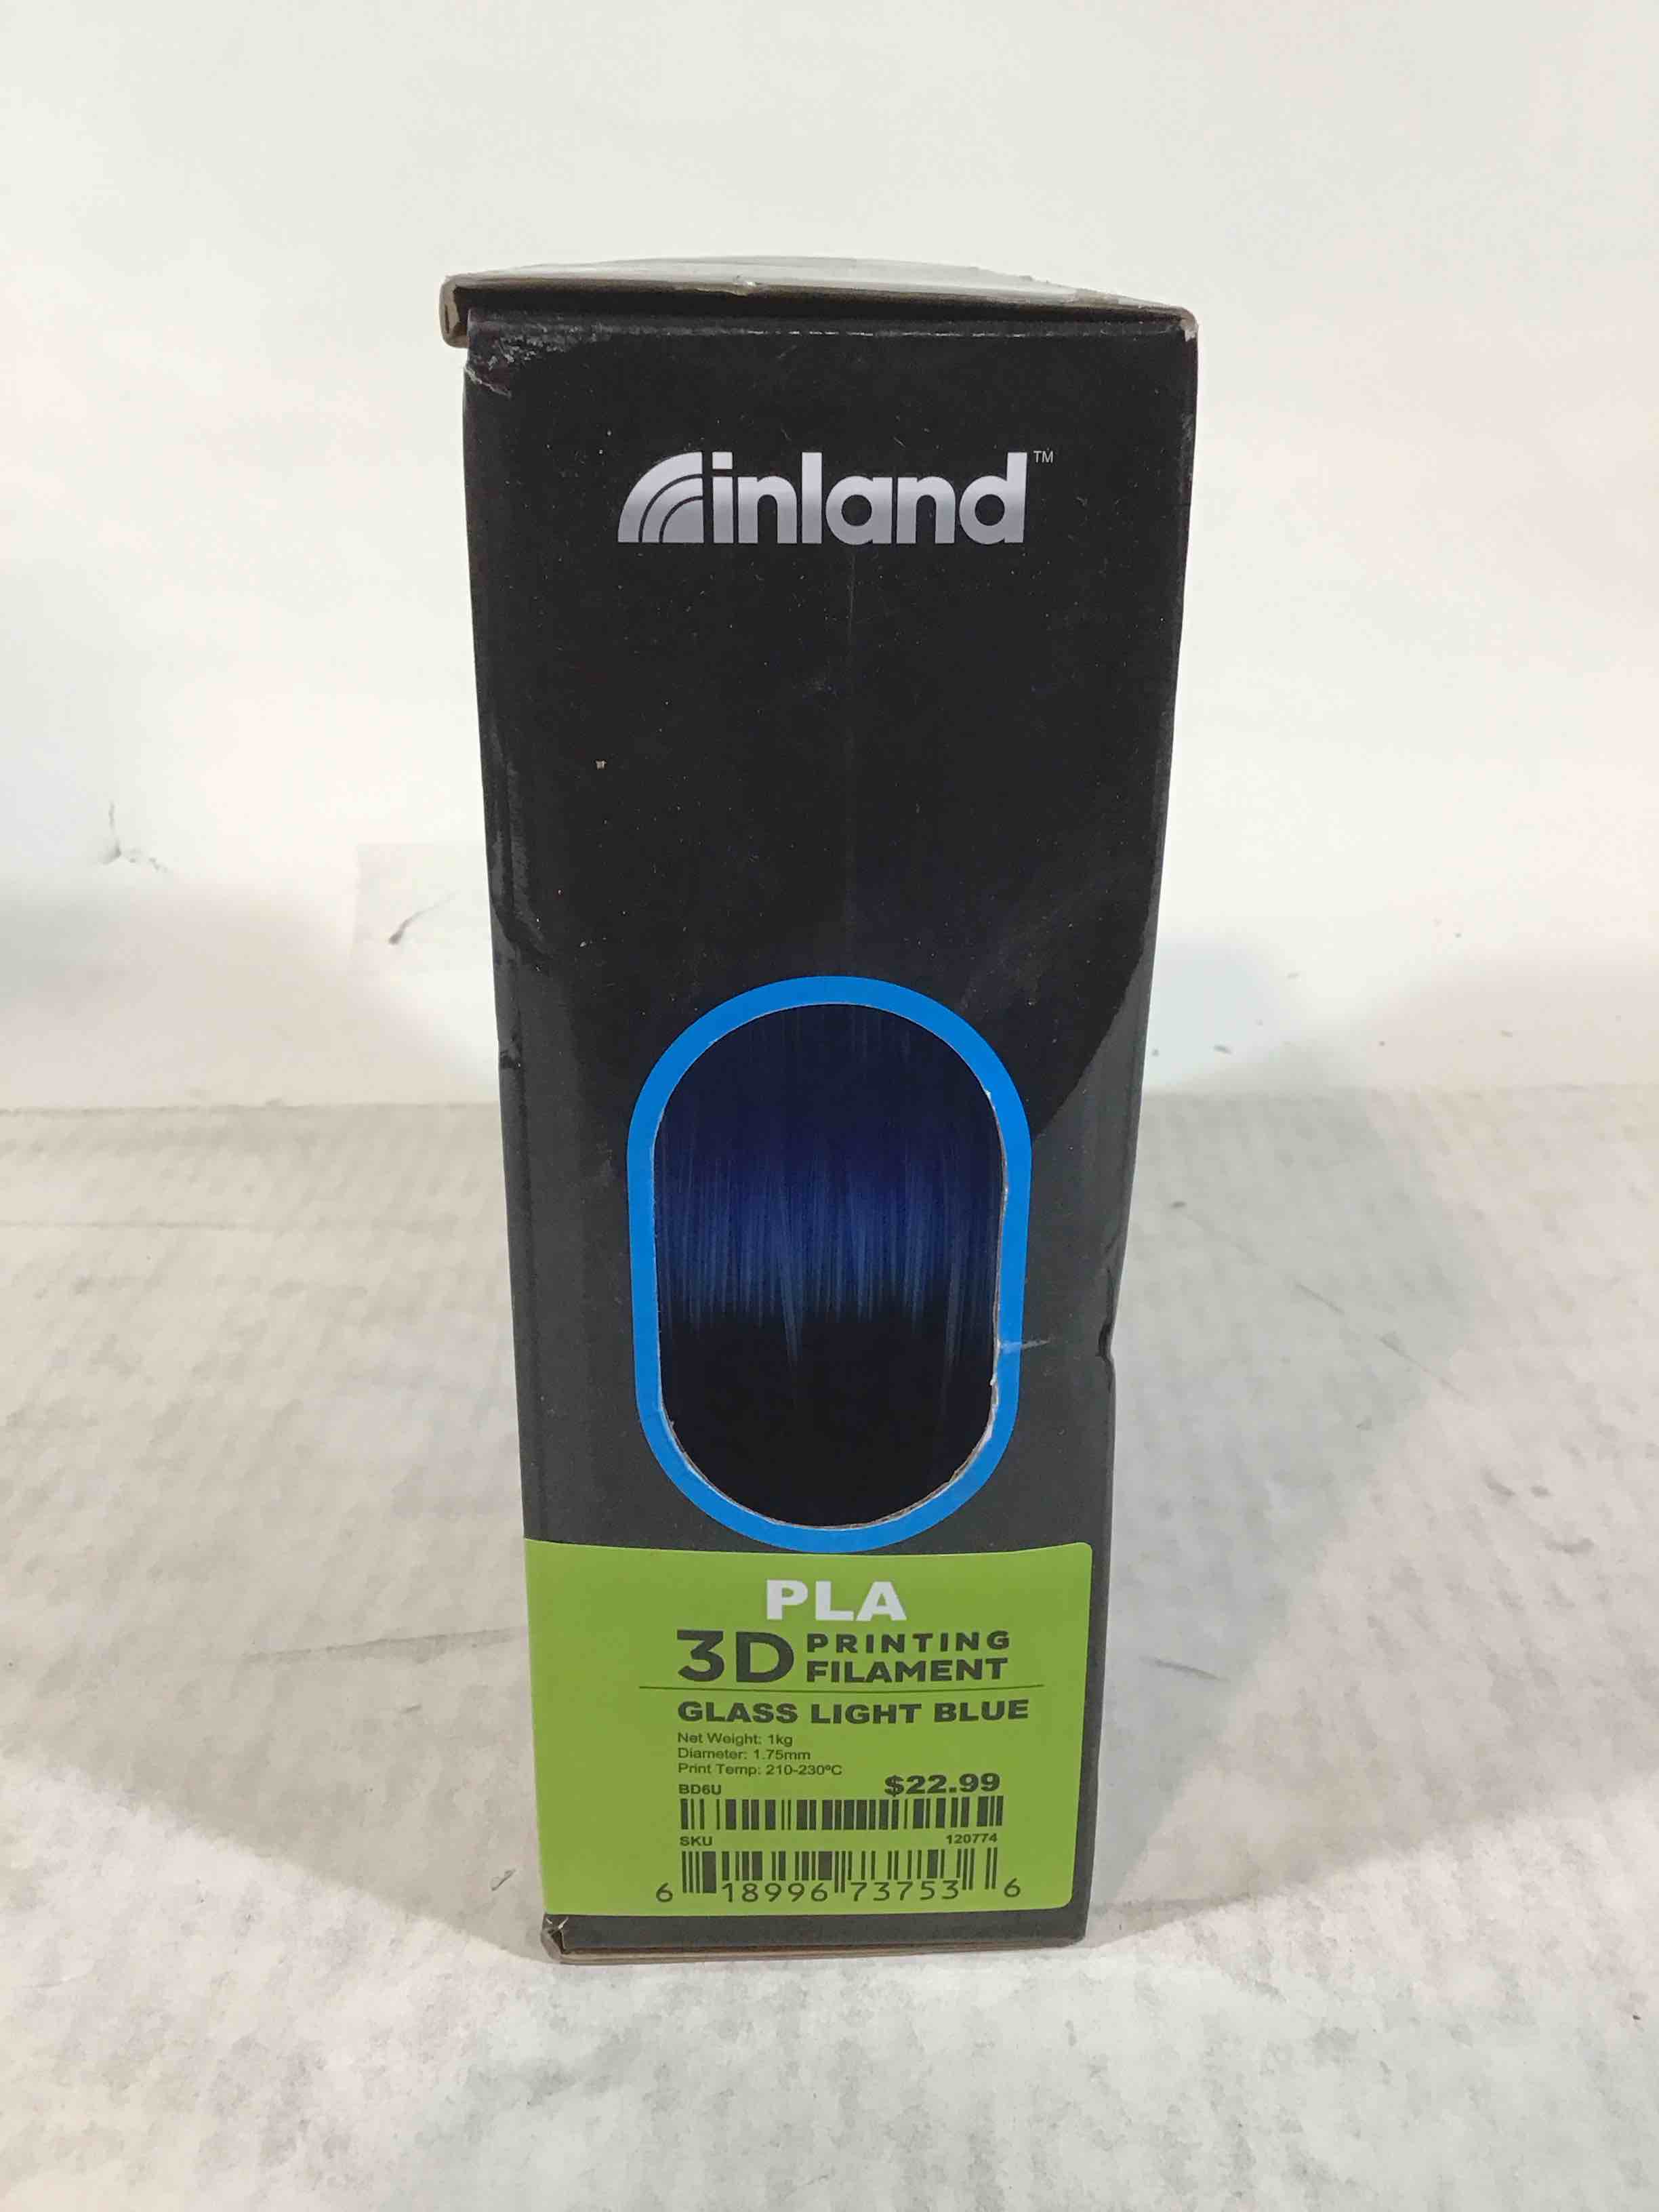 inland™
PLA
3D PRINTING
FILAMENT
GLASS LIGHT BLUE
Net Weight: 1kg
Diameter: 1.75mm
Print Temp: 210-230ºC
BD6U $22.99
SKU 120774
6 18996 73753 6